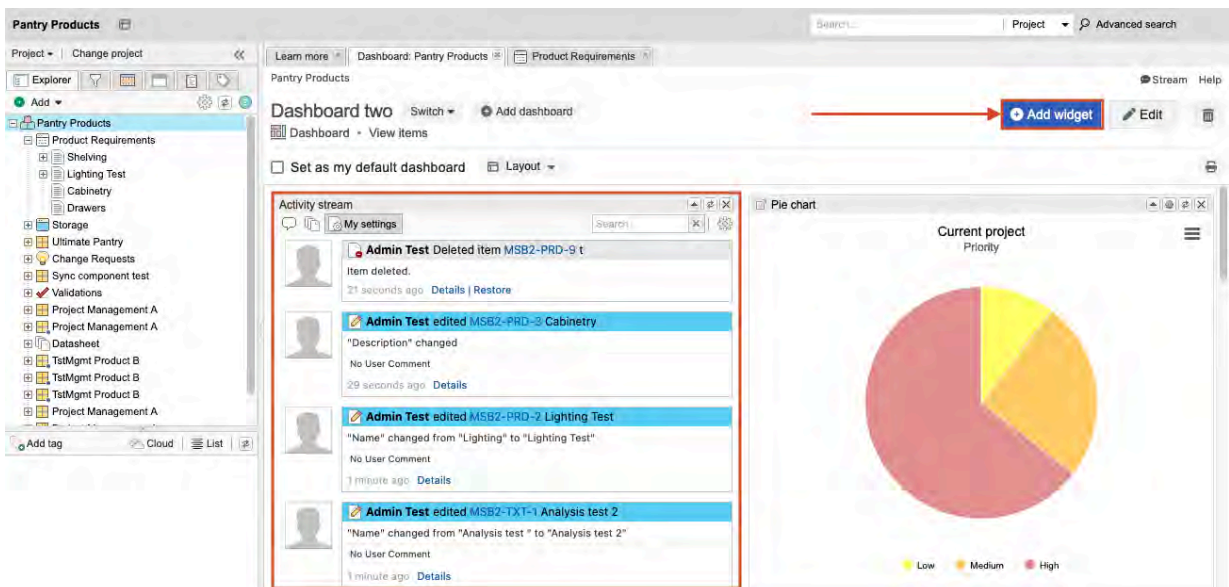 Pantry Products
Search...
Project
Advanced search
Project
Change project
Learn more
Dashboard: Pantry Products
Product Requirements
Explorer
Pantry Products
Stream Help
Add
Dashboard two Switch Add dashboard
Add widget
Edit
Dashboard • View items
Set as my default dashboard
Layout
Pantry Products
Product Requirements
Shelving
Lighting Test
Cabinetry
Drawers
Storage
Ultimate Pantry
Change Requests
Sync component test
Validations
Project Management A
Project Management A
Datasheet
TstMgmt Product B
TstMgmt Product B
TstMgmt Product B
Project Management A
Add tag
Cloud
List
Activity stream
My settings
Search
Admin Test Deleted item MSB2-PRD-9 t
Item deleted.
21 seconds ago Details | Restore
Admin Test edited MSB2-PRD-3 Cabinetry
"Description" changed
No User Comment
29 seconds ago Details
Admin Test edited MSB2-PRD-2 Lighting Test
"Name" changed from "Lighting" to "Lighting Test"
No User Comment
1 minute ago Details
Admin Test edited MSB2-TXT-1 Analysis test 2
"Name" changed from "Analysis test " to "Analysis test 2"
No User Comment
1 minute ago Details
Pie chart
Current project
Priority
Low Medium High